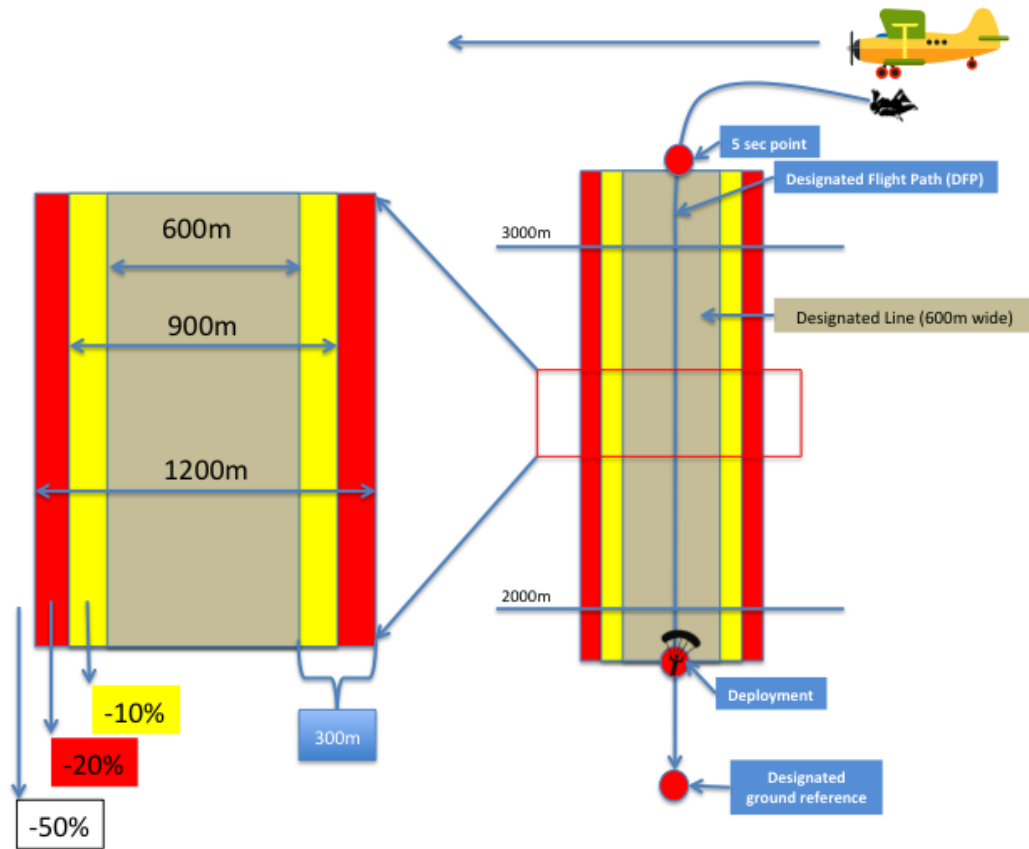 5 sec point
Designated Flight Path (DFP)
600m
3000m
Designated Line (600m wide)
900m
1200m
2000m
Deployment
-10%
300m
-20%
Designated
ground reference
-50%